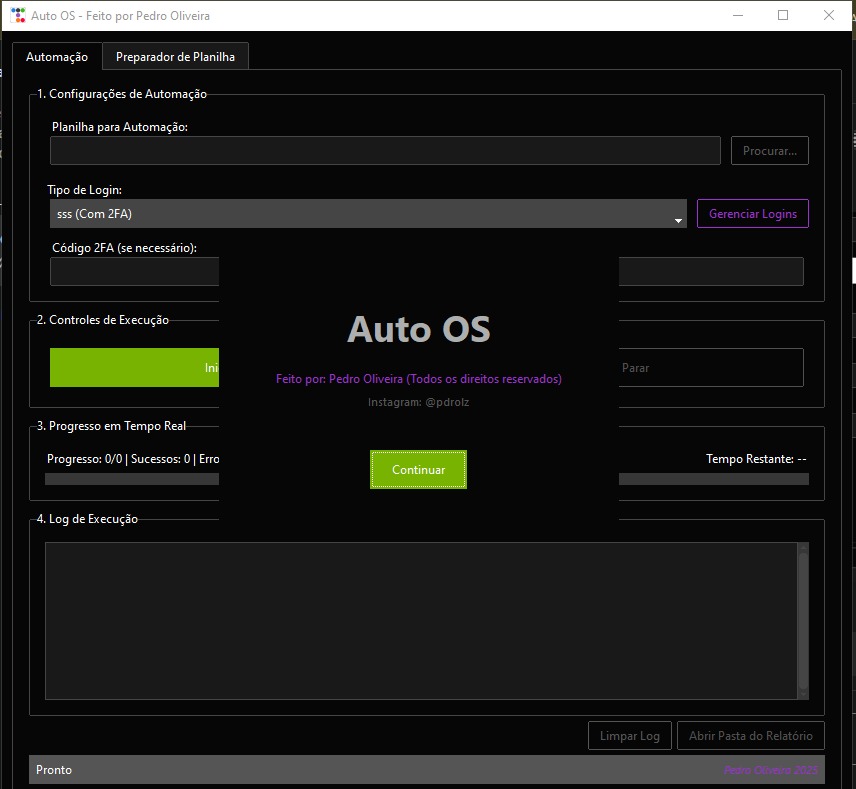 Auto OS - Feito por Pedro Oliveira
Automação
Preparador de Planilha
1. Configurações de Automação
Planilha para Automação:
Procurar...
Tipo de Login:
sss (Com 2FA)
Gerenciar Logins
Código 2FA (se necessário):
Auto OS
Feito por: Pedro Oliveira (Todos os direitos reservados)
Instagram: @pdrolz
Continuar
2. Controles de Execução
Ini
Parar
3. Progresso em Tempo Real
Progresso: 0/0 | Sucessos: 0 | Erro
Tempo Restante: --
4. Log de Execução
Limpar Log
Abrir Pasta do Relatório
Pronto
Pedro Oliveira 2025